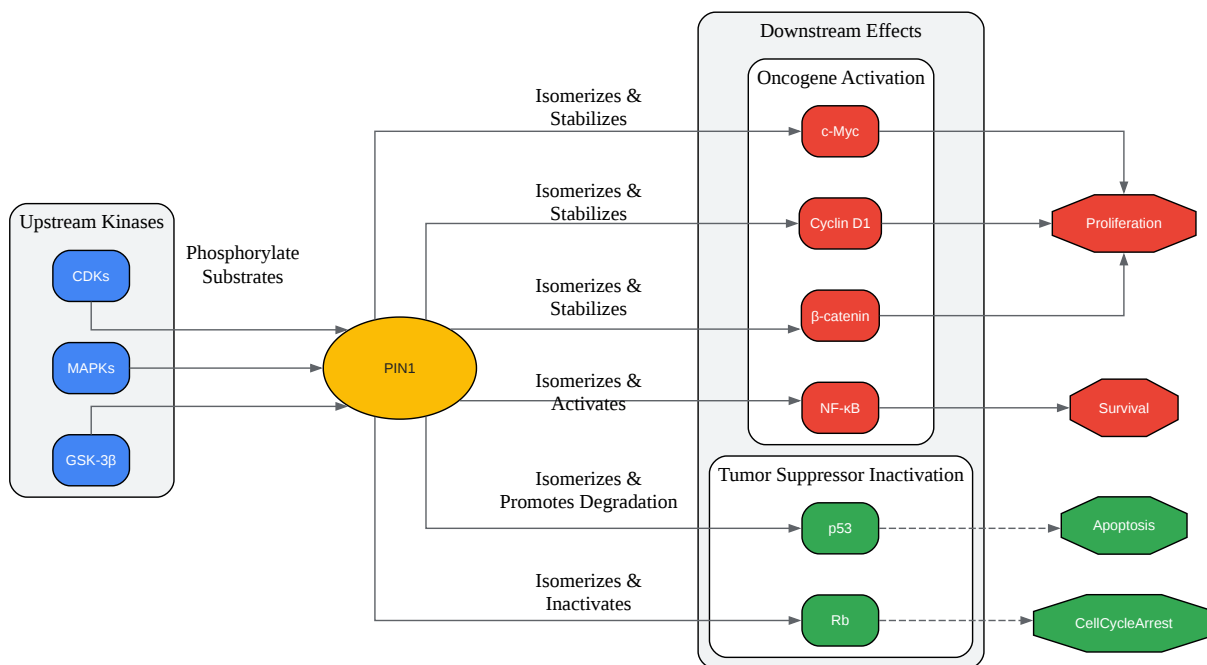 Downstream Effects
Oncogene Activation
Isomerizes &
Stabilizes
c-Myc
Upstream Kinases
Isomerizes &
Stabilizes
Cyclin D1
Proliferation
Phosphorylate
Substrates
CDKs
Isomerizes &
Stabilizes
β-catenin
MAPKs
PIN1
Isomerizes &
Activates
NF-κB
Survival
GSK-3β
Tumor Suppressor Inactivation
Isomerizes &
Promotes Degradation
p53
Apoptosis
Isomerizes &
Inactivates
Rb
CellCycleArrest